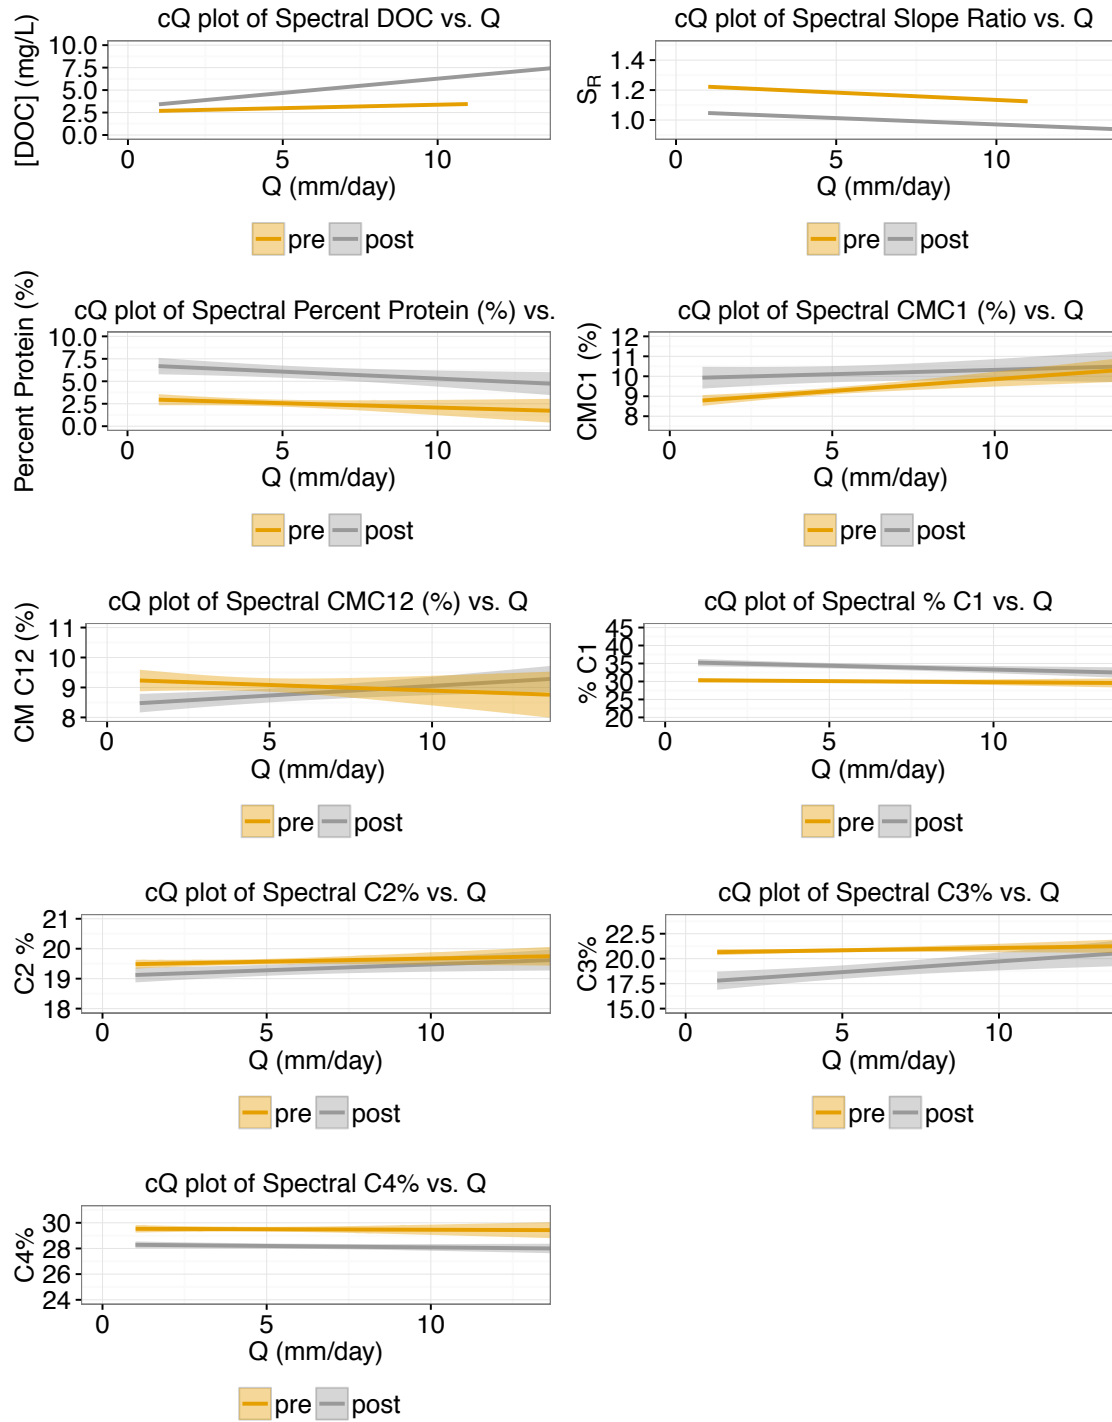 cQ plot of Spectral DOC vs. Q
[DOC] (mg/L)
10.0
7.5
5.0
2.5
0.0
0 5 10
Q (mm/day)
pre post
cQ plot of Spectral Slope Ratio vs. Q
SR
1.4
1.2
1.0
0 5 10
Q (mm/day)
pre post
cQ plot of Spectral Percent Protein (%) vs.
Percent Protein (%)
10.0
7.5
5.0
2.5
0.0
0 5 10
Q (mm/day)
pre post
cQ plot of Spectral CMC1 (%) vs. Q
CMC1 (%)
12
11
10
9
8
0 5 10
Q (mm/day)
pre post
cQ plot of Spectral CMC12 (%) vs. Q
CM C12 (%)
11
10
9
8
0 5 10
Q (mm/day)
pre post
cQ plot of Spectral % C1 vs. Q
% C1
45
40
35
30
25
20
0 5 10
Q (mm/day)
pre post
cQ plot of Spectral C2% vs. Q
C2 %
21
20
19
18
0 5 10
Q (mm/day)
pre post
cQ plot of Spectral C3% vs. Q
C3%
22.5
20.0
17.5
15.0
0 5 10
Q (mm/day)
pre post
cQ plot of Spectral C4% vs. Q
C4%
30
28
26
24
0 5 10
Q (mm/day)
pre post